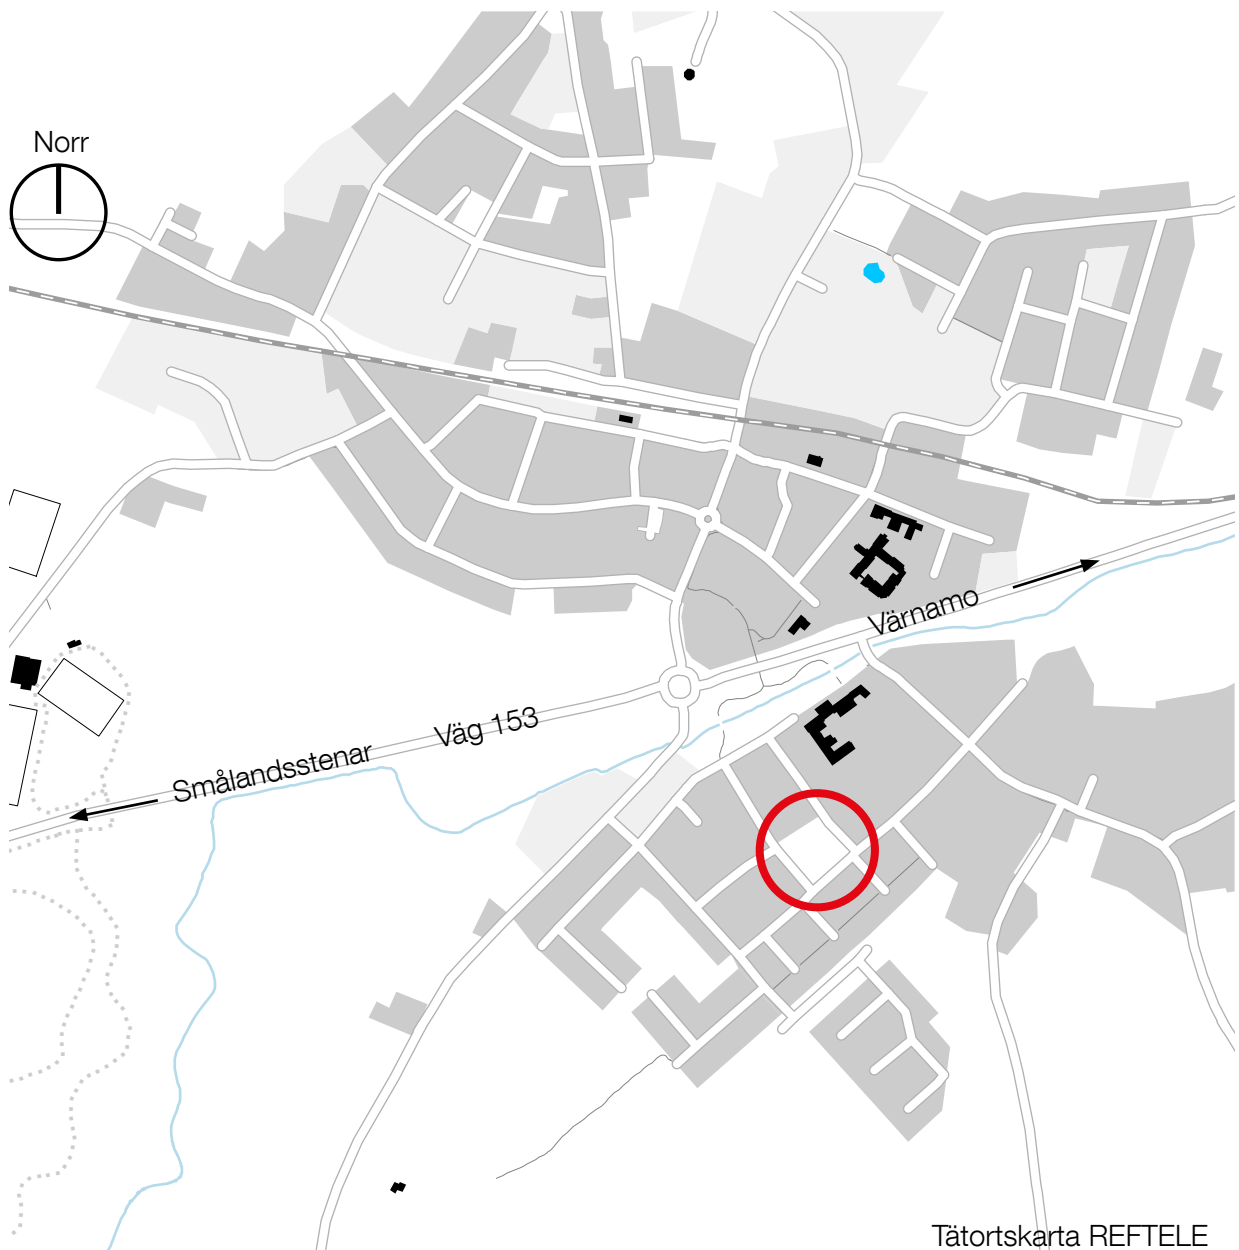 Norr
Värnamo
Väg 153
Smålandsstenar
Tätortskarta REFTELE